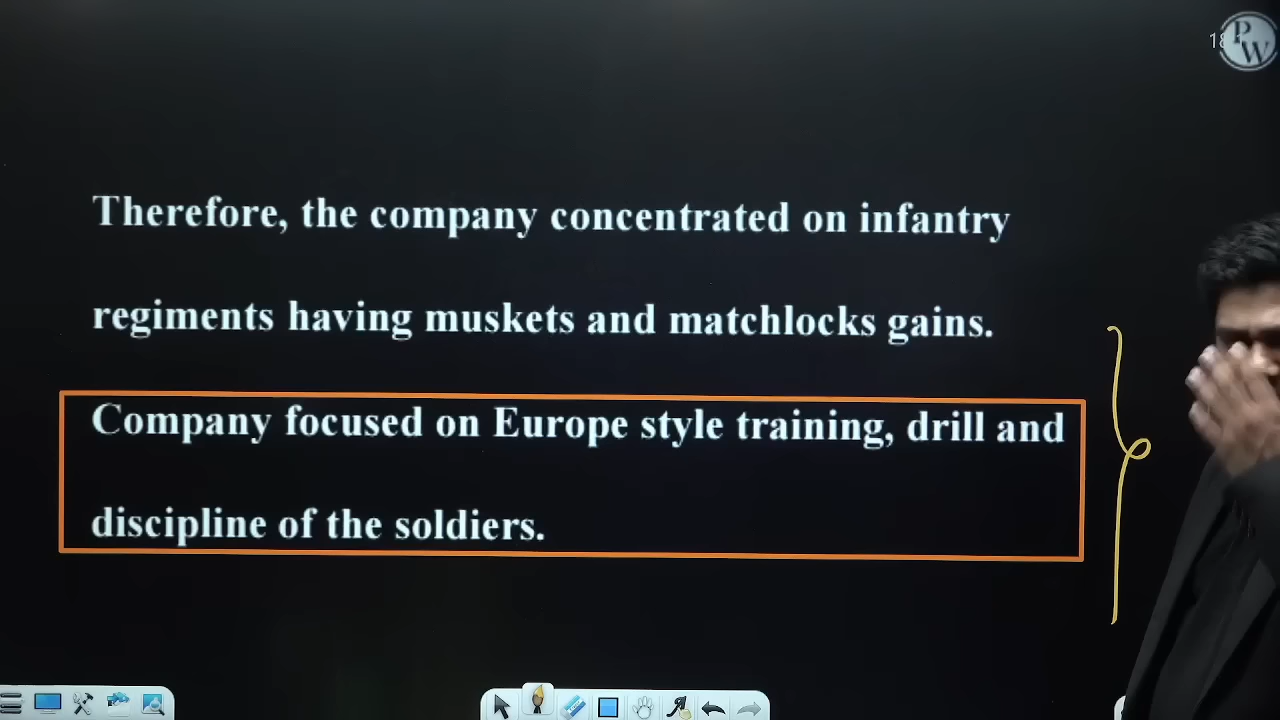 PW
Therefore, the company concentrated on infantry
regiments having muskets and matchlocks gains.
Company focused on Europe style training, drill and
discipline of the soldiers.